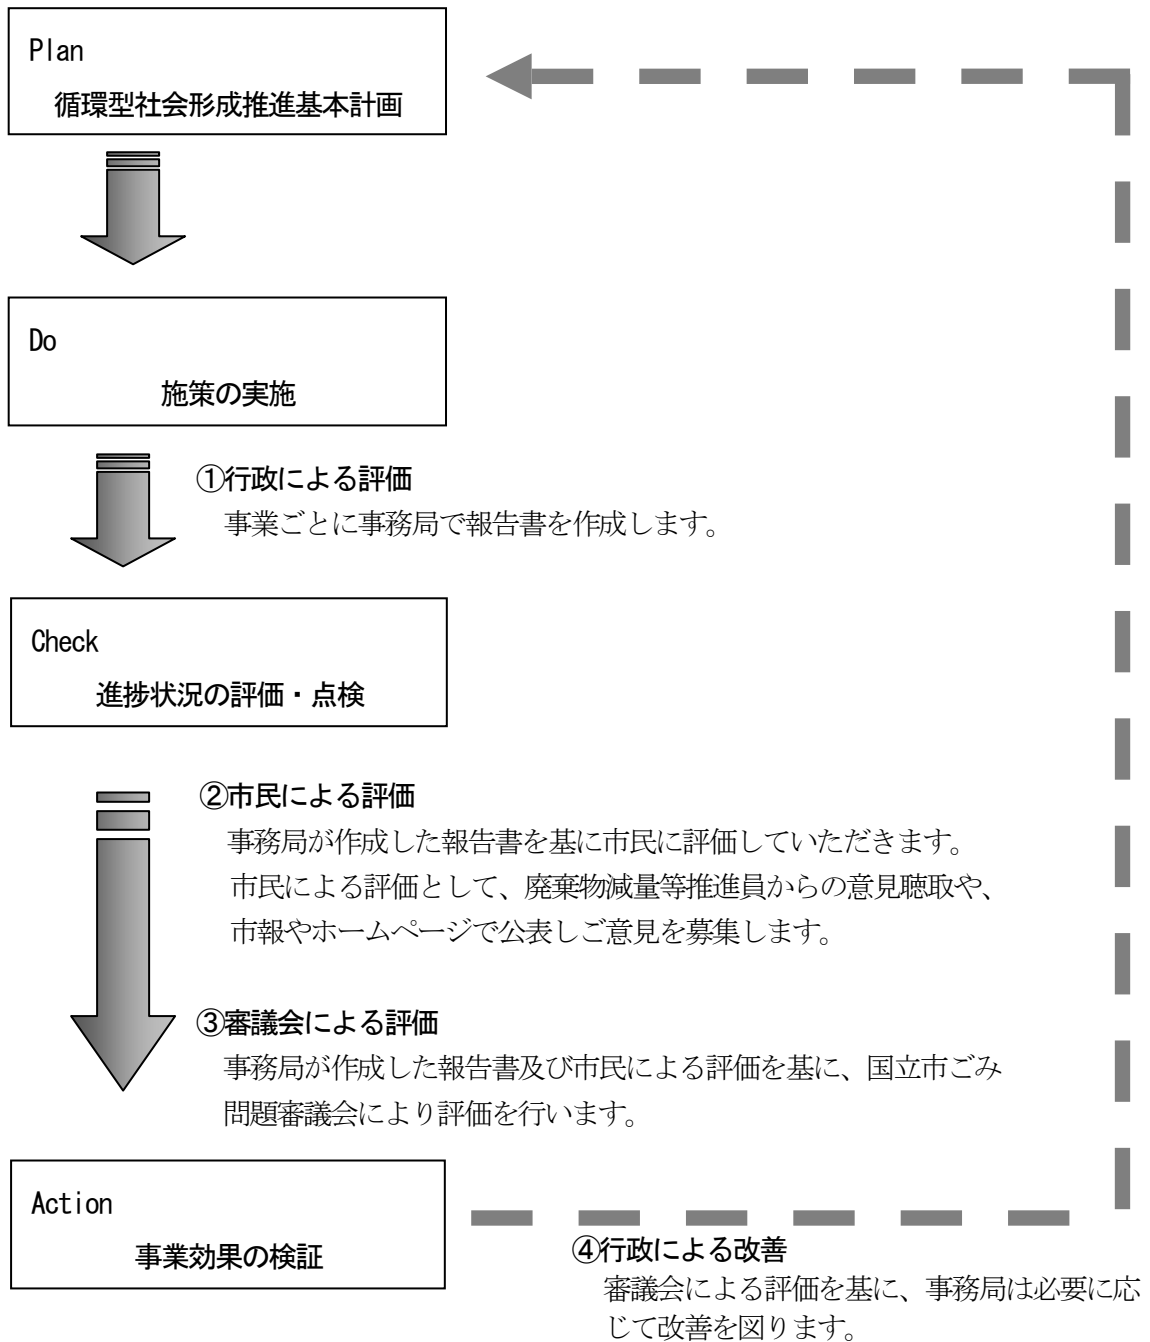 Plan
循環型社会形成推進基本計画
Do
施策の実施
①行政による評価
事業ごとに事務局で報告書を作成します。
Check
進捗状況の評価・点検
②市民による評価
事務局が作成した報告書を基に市民に評価していただきます。
市民による評価として、廃棄物減量等推進員からの意見聴取や、
市報やホームページで公表しご意見を募集します。
③審議会による評価
事務局が作成した報告書及び市民による評価を基に、国立市ごみ
問題審議会により評価を行います。
Action
事業効果の検証
④行政による改善
審議会による評価を基に、事務局は必要に応
じて改善を図ります。